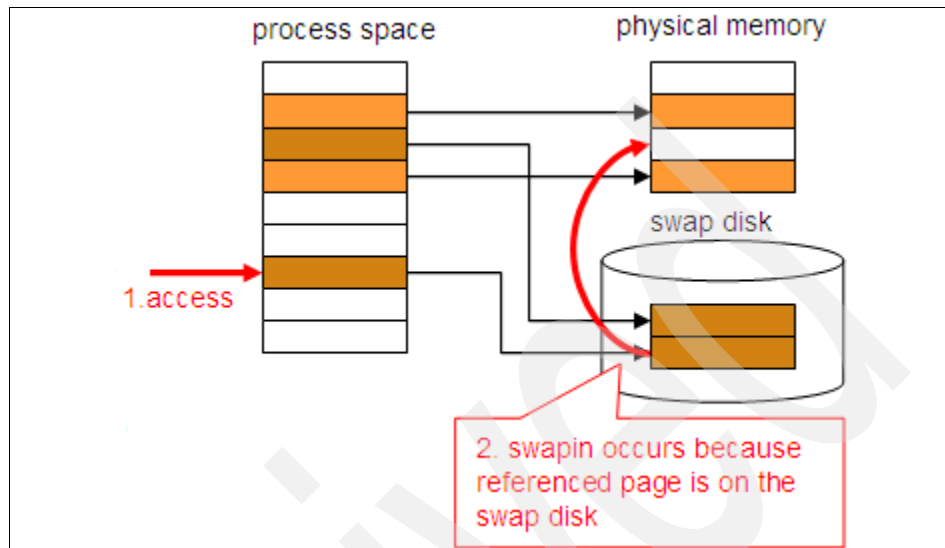 process space
physical memory
swap disk
1.access
2. swapin occurs because
referenced page is on the
swap disk